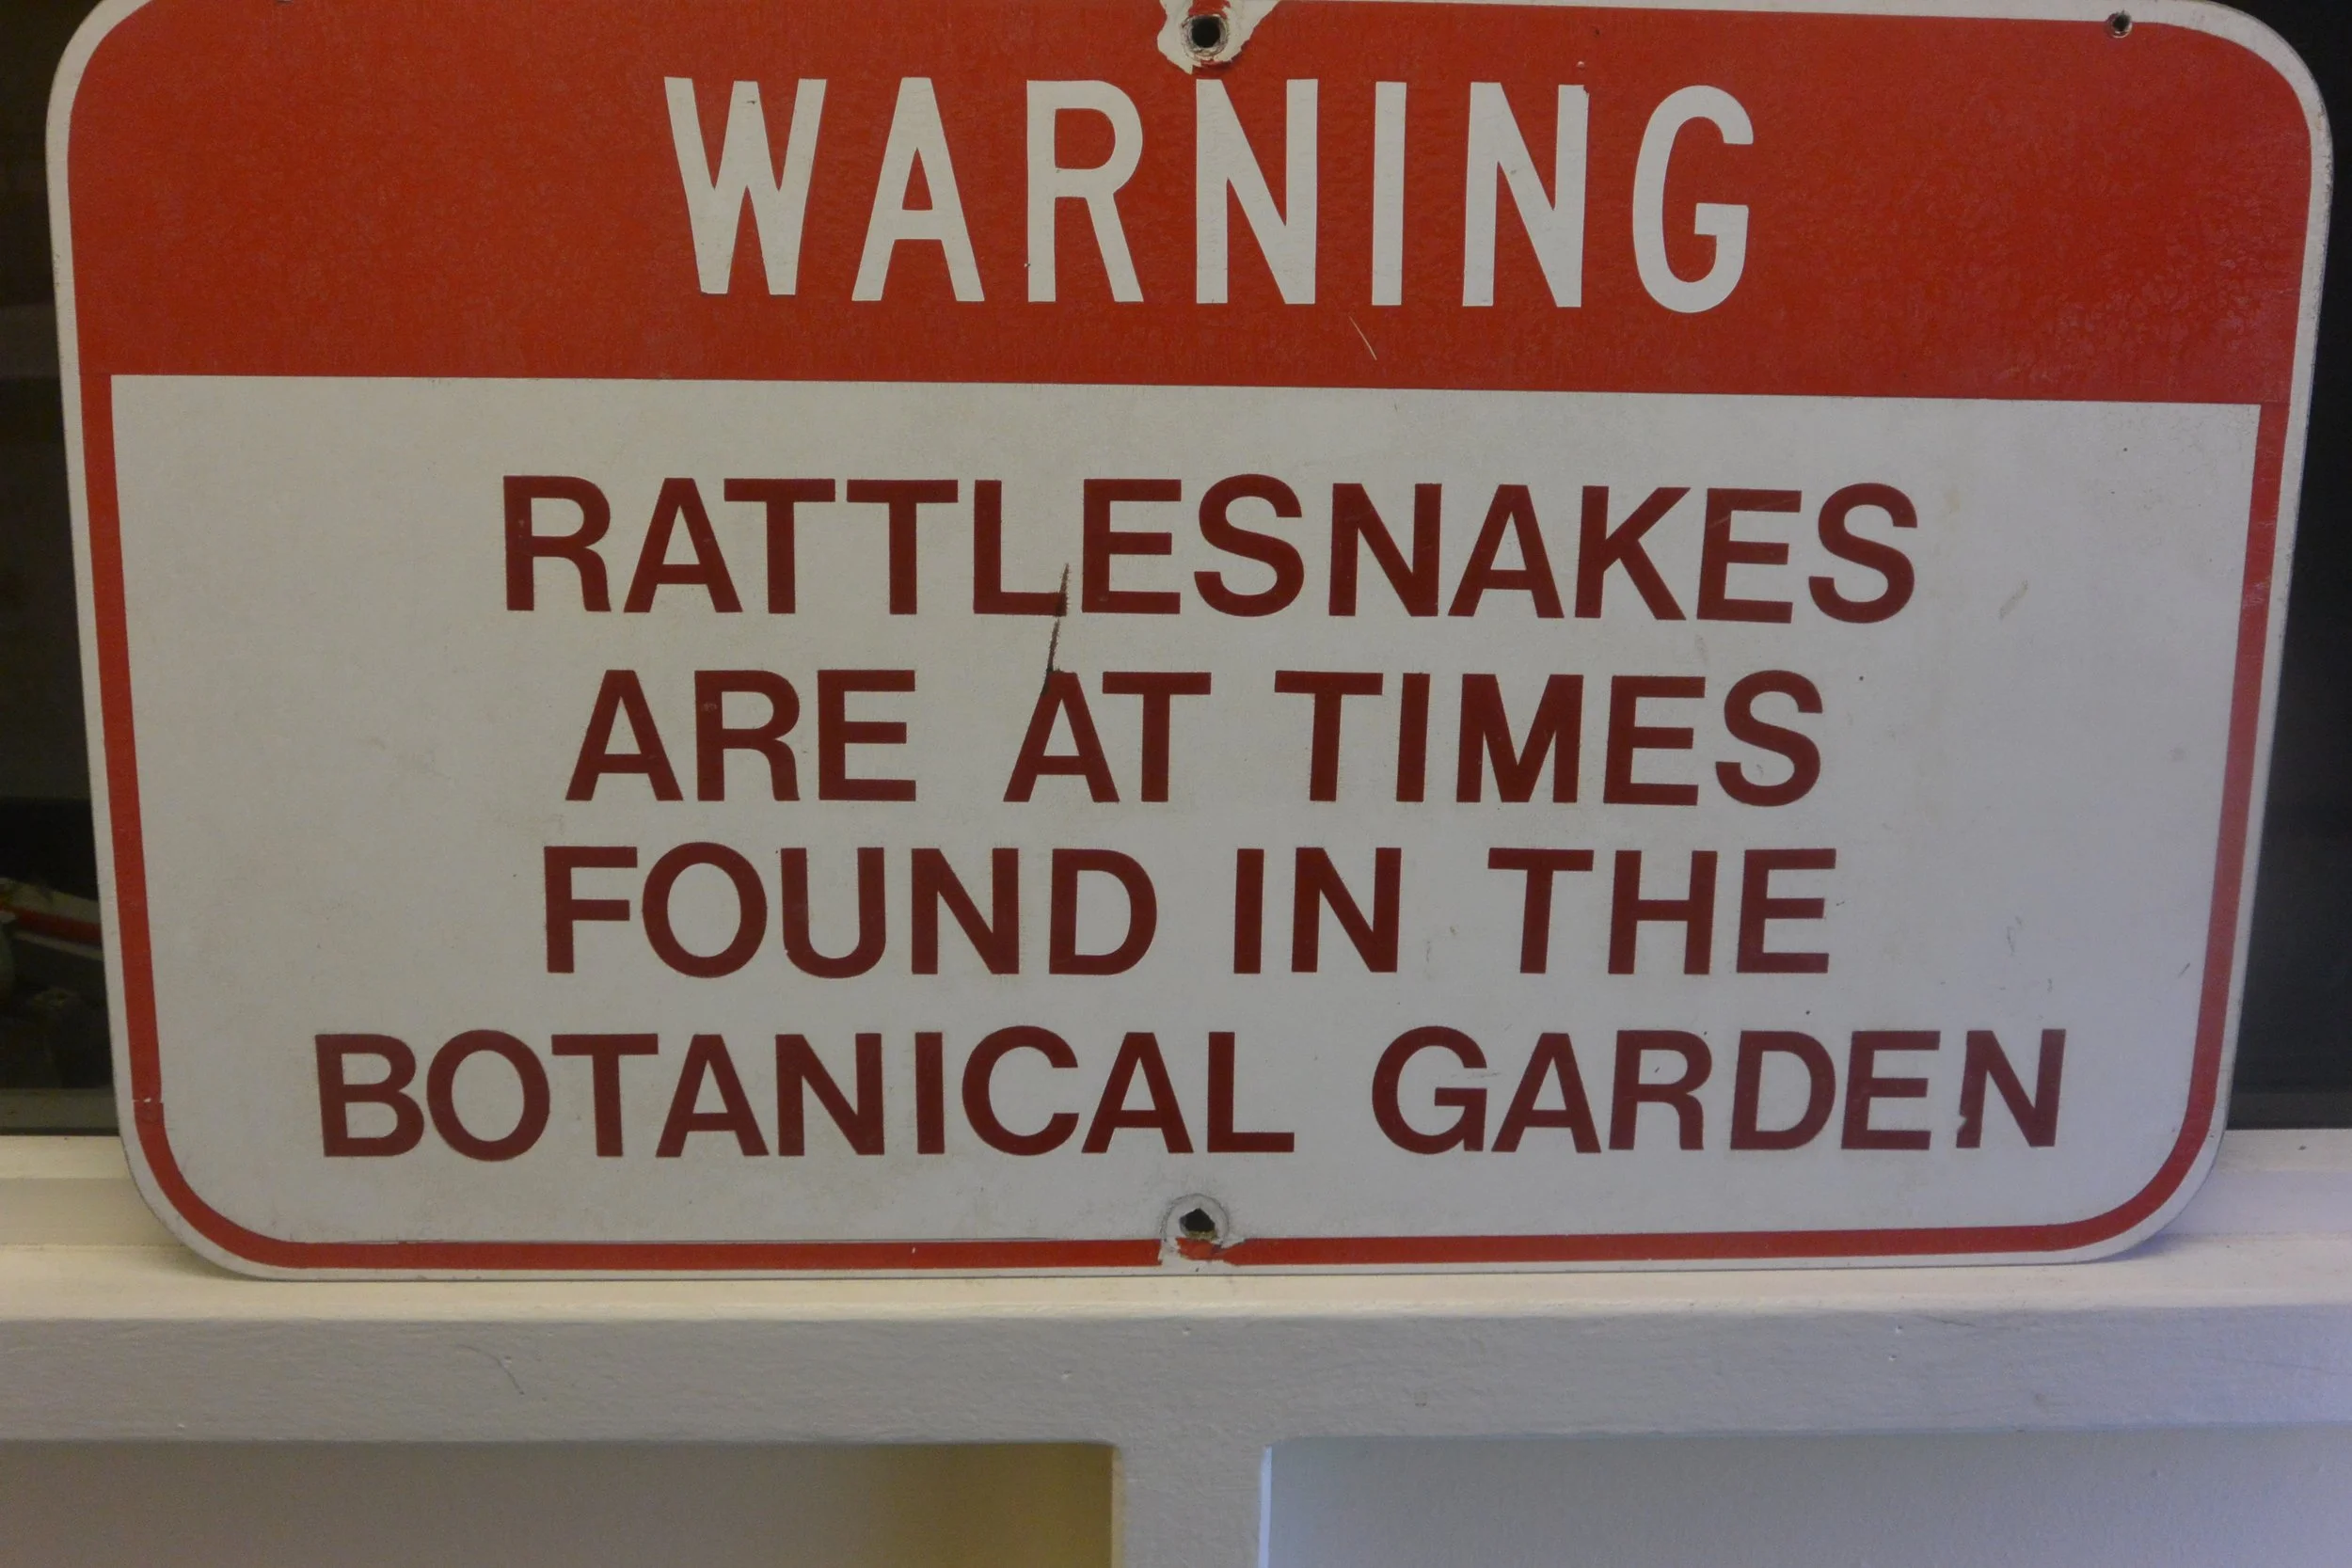 WARNING
RATTLESNAKES
ARE AT TIMES
FOUND IN THE
BOTANICAL GARDEN